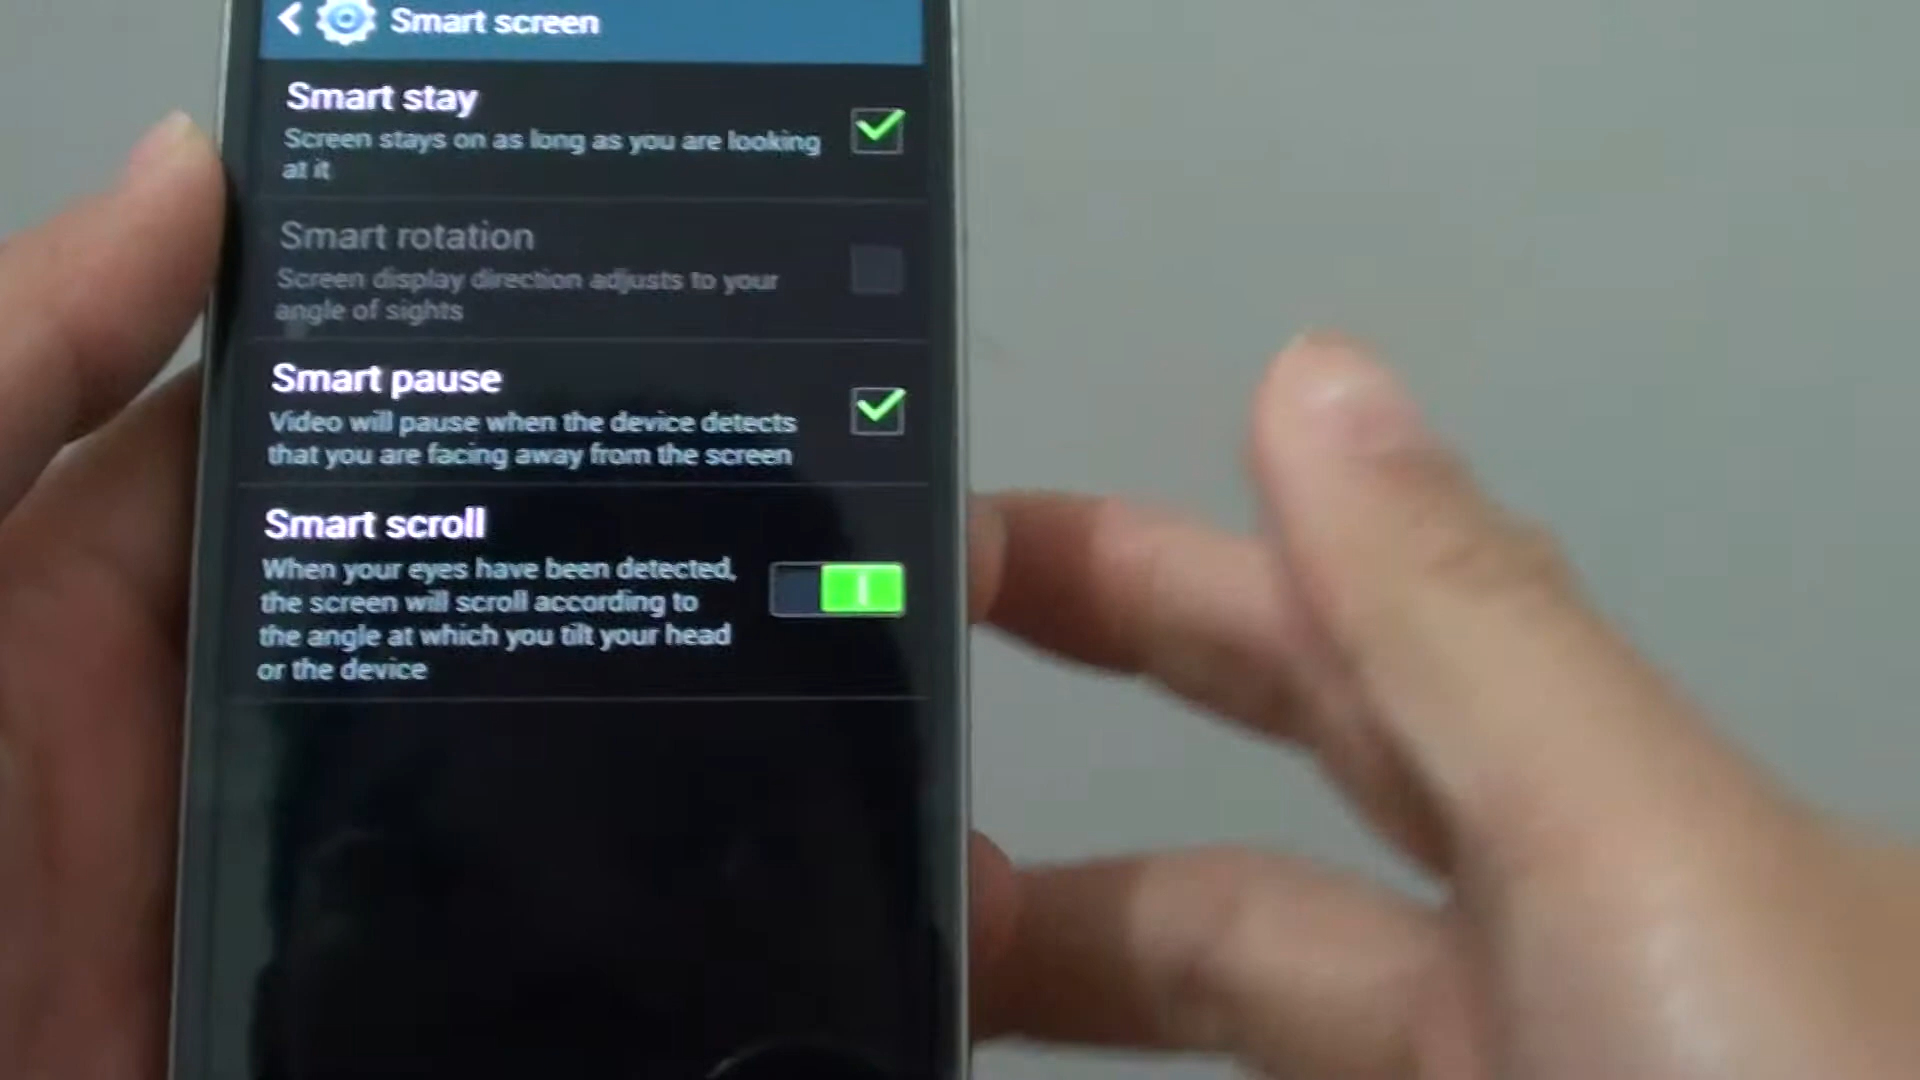 Smart screen
Smart stay
Screen stays on as long as you are looking
at it
Smart rotation
Screen display direction adjusts to your
angle of sights
Smart pause
Video will pause when the device detects
that you are facing away from the screen
Smart scroll
When your eyes have been detected,
the screen will scroll according to
the angle at which you tilt your head
or the device